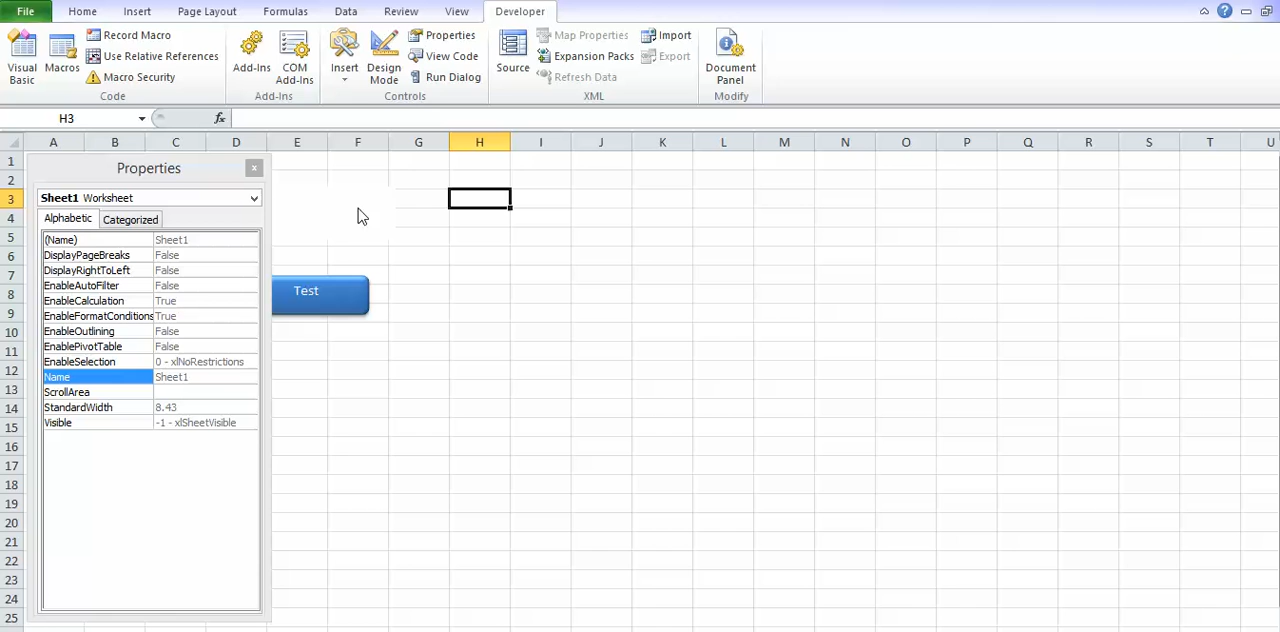 File Home Insert Page Layout Formulas Data Review View Developer
Visual Basic
Macros
Record Macro
Use Relative References
Macro Security
Code
Add-Ins
COM Add-Ins
Add-Ins
Insert
Design Mode
Properties
View Code
Run Dialog
Controls
Source
Map Properties
Expansion Packs
Refresh Data
Import
Export
XML
Document Panel
Modify
H3 fx
A B C D E F G H I J K L M N O P Q R S T U
1
2
3
4
5
6
7
8
9
10
11
12
13
14
15
16
17
18
19
20
21
22
23
24
25
Properties x
Sheet1 Worksheet
Alphabetic Categorized
(Name) Sheet1
DisplayPageBreaks False
DisplayRightToLeft False
EnableAutoFilter False
EnableCalculation True
EnableFormatConditions True
EnableOutlining False
EnablePivotTable False
EnableSelection 0 - xlNoRestrictions
Name Sheet1
ScrollArea
StandardWidth 8.43
Visible -1 - xlSheetVisible
Test